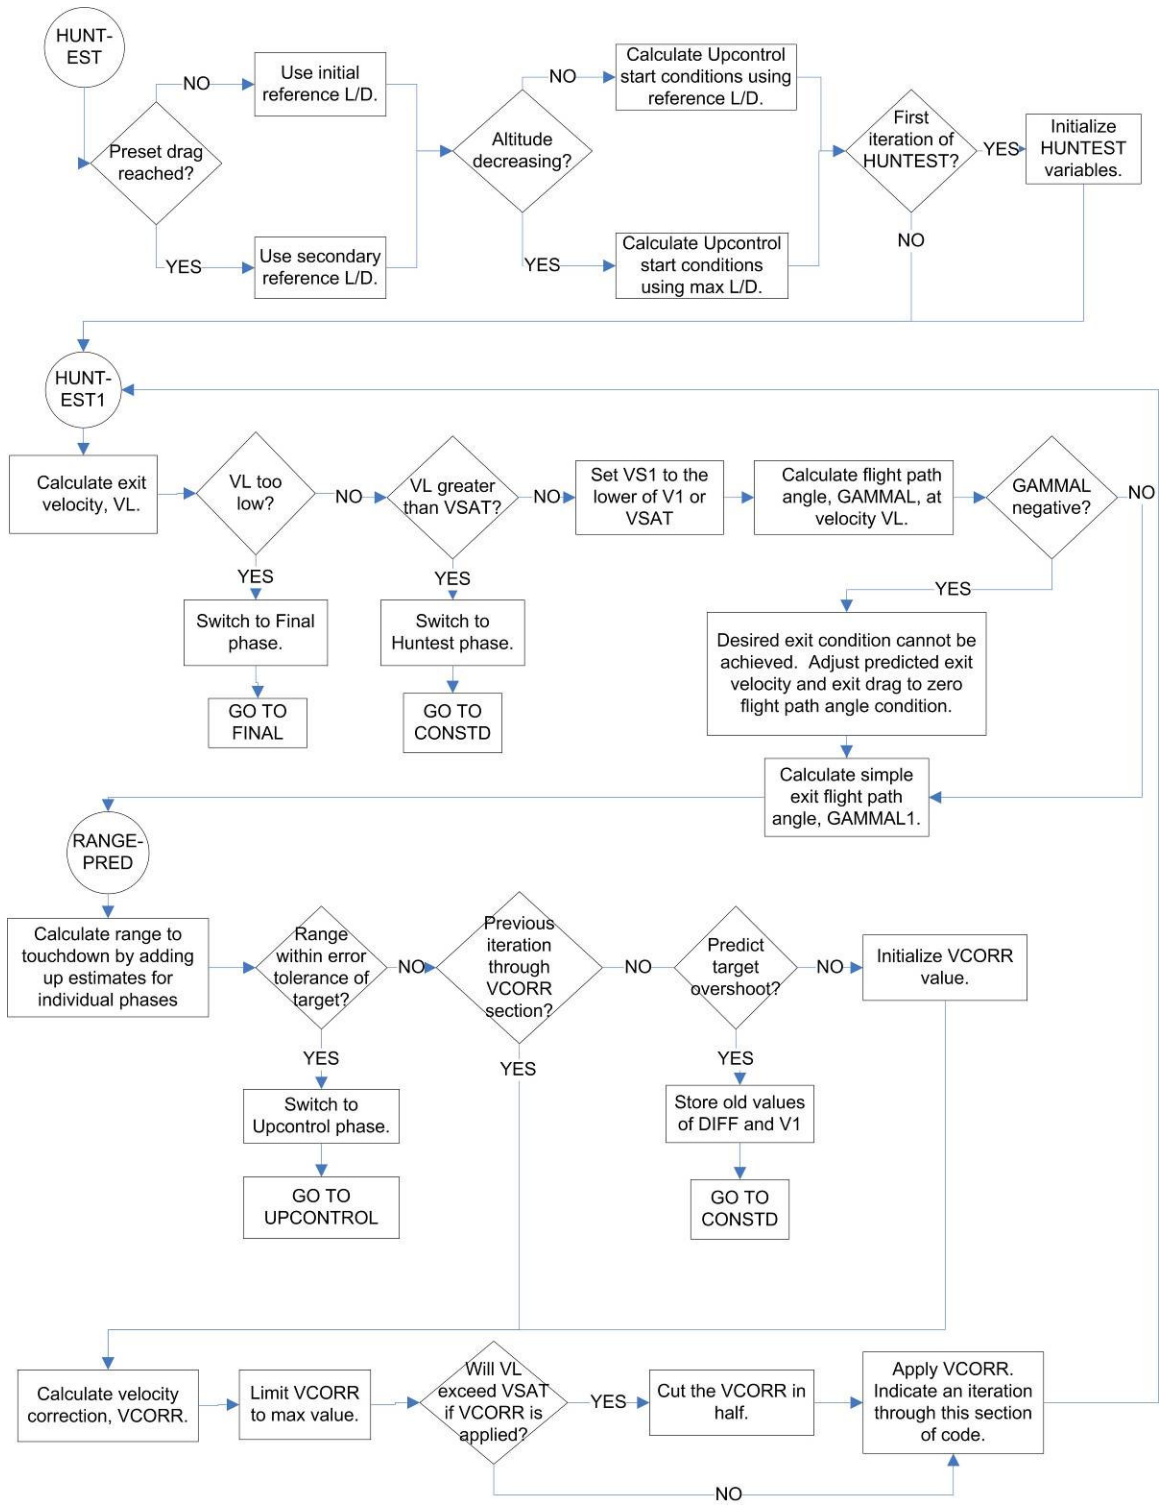 HUNT-
EST
Preset drag
reached?
NO
Use initial
reference L/D.
YES
Use secondary
reference L/D.
Altitude
decreasing?
NO
Calculate Upcontrol
start conditions using
reference L/D.
YES
Calculate Upcontrol
start conditions
using max L/D.
First
iteration of
HUNTEST?
YES
Initialize
HUNTEST
variables.
NO
HUNT-
EST1
Calculate exit
velocity, VL.
VL too
low?
NO
YES
Switch to Final
phase.
GO TO
FINAL
VL greater
than VSAT?
NO
YES
Switch to
Huntest phase.
GO TO
CONSTD
Set VS1 to the
lower of V1 or
VSAT
Calculate flight path
angle, GAMMAL, at
velocity VL.
GAMMAL
negative?
NO
YES
Desired exit condition cannot be
achieved.  Adjust predicted exit
velocity and exit drag to zero
flight path angle condition.
Calculate simple
exit flight path
angle, GAMMAL1.
RANGE-
PRED
Calculate range to
touchdown by adding
up estimates for
individual phases
Range
within error
tolerance of
target?
NO
YES
Switch to
Upcontrol phase.
GO TO
UPCONTROL
Previous
iteration
through
VCORR
section?
NO
YES
Predict
target
overshoot?
NO
YES
Store old values
of DIFF and V1
GO TO
CONSTD
Initialize VCORR
value.
Calculate velocity
correction, VCORR.
Limit VCORR
to max value.
Will VL
exceed VSAT
if VCORR is
applied?
YES
Cut the VCORR in
half.
NO
Apply VCORR.
Indicate an iteration
through this section
of code.